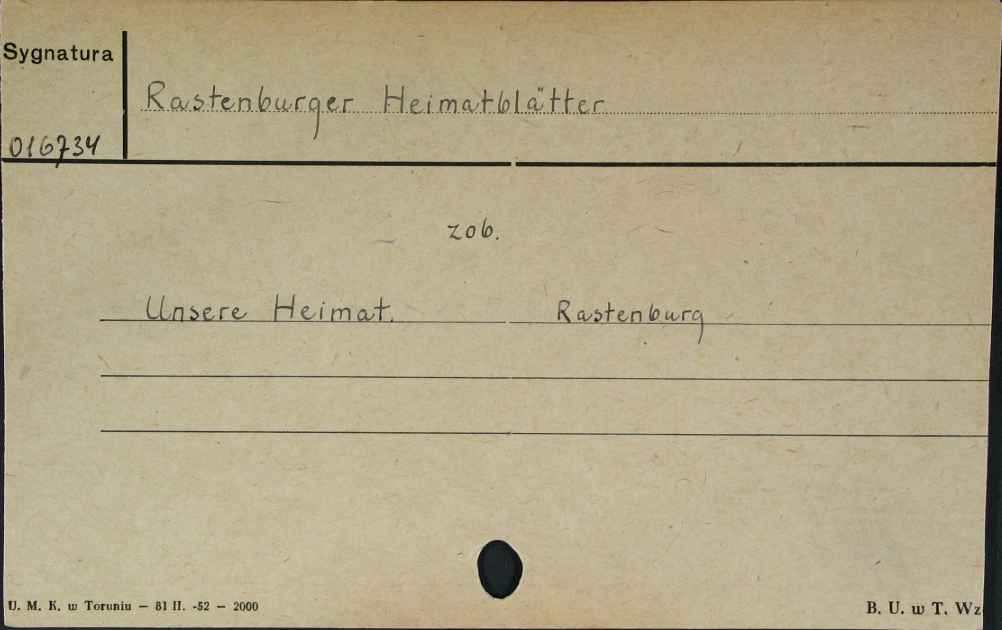 Sygnatura
Rastenburger Heimatblätter
016734
zob.
Unsere Heimat. Rastenburg
U. M. K. w Toruniu — 81 II. -52 — 2000
B. U. w T. Wz